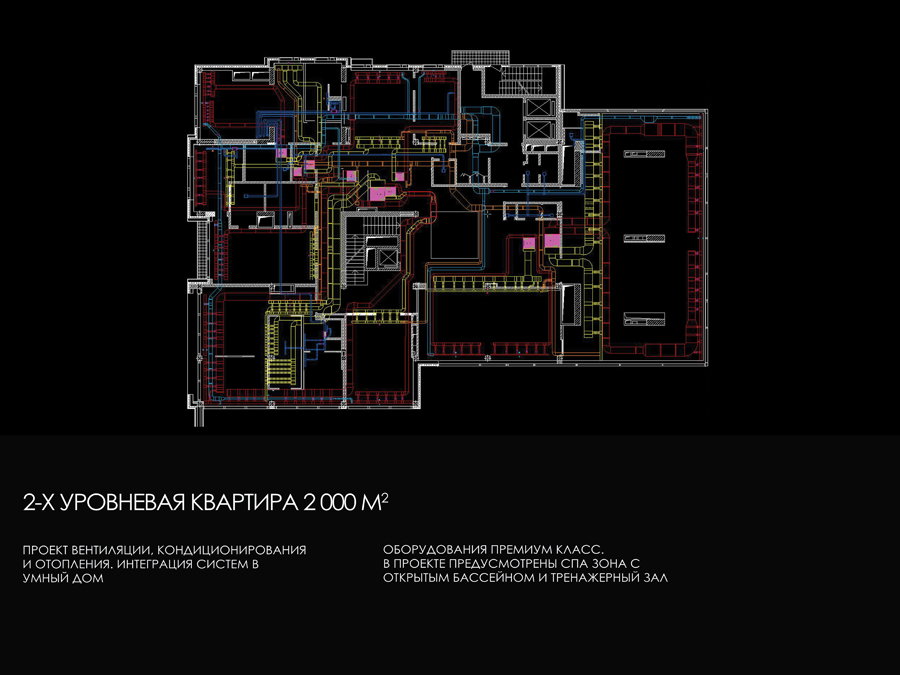 2-Х УРОВНЕВАЯ КВАРТИРА 2 000 М²
ПРОЕКТ ВЕНТИЛЯЦИИ, КОНДИЦИОНИРОВАНИЯ
И ОТОПЛЕНИЯ. ИНТЕГРАЦИЯ СИСТЕМ В
УМНЫЙ ДОМ
ОБОРУДОВАНИЯ ПРЕМИУМ КЛАСС.
В ПРОЕКТЕ ПРЕДУСМОТРЕНЫ СПА ЗОНА С
ОТКРЫТЫМ БАССЕЙНОМ И ТРЕНАЖЕРНЫЙ ЗАЛ